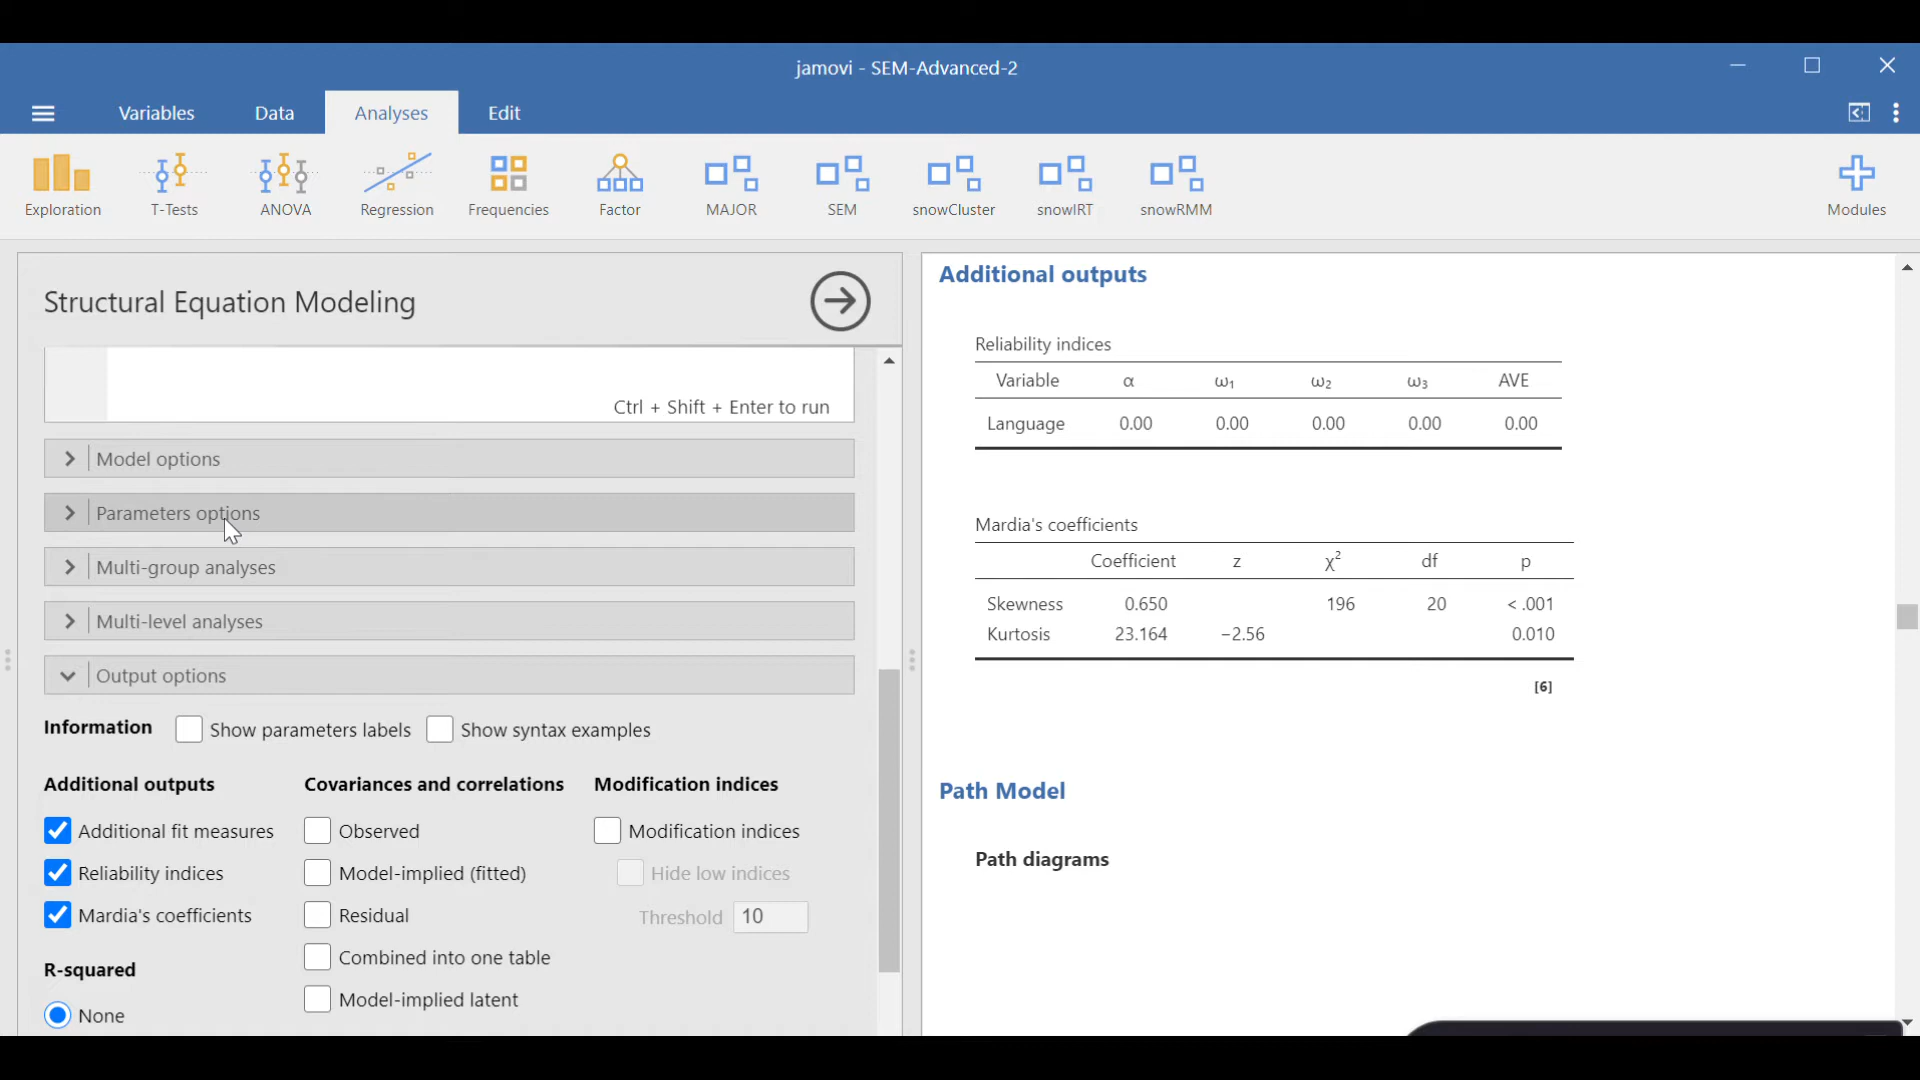 jamovi - SEM-Advanced-2
Variables Data Analyses Edit
Exploration T-Tests ANOVA Regression Frequencies Factor MAJOR SEM snowCluster snowIRT snowRMM Modules
Structural Equation Modeling
Ctrl + Shift + Enter to run
Model options
Parameters options
Multi-group analyses
Multi-level analyses
Output options
Information Show parameters labels Show syntax examples
Additional outputs Covariances and correlations Modification indices
Additional fit measures Observed Modification indices
Reliability indices Model-implied (fitted) Hide low indices
Mardia's coefficients Residual Threshold 10
Combined into one table
R-squared
Model-implied latent
None
Additional outputs
Reliability indices
Variable α ω₁ ω₂ ω₃ AVE
Language 0.00 0.00 0.00 0.00 0.00
Mardia's coefficients
Coefficient z χ² df p
Skewness 0.650 196 20 < .001
Kurtosis 23.164 −2.56 0.010
[6]
Path Model
Path diagrams